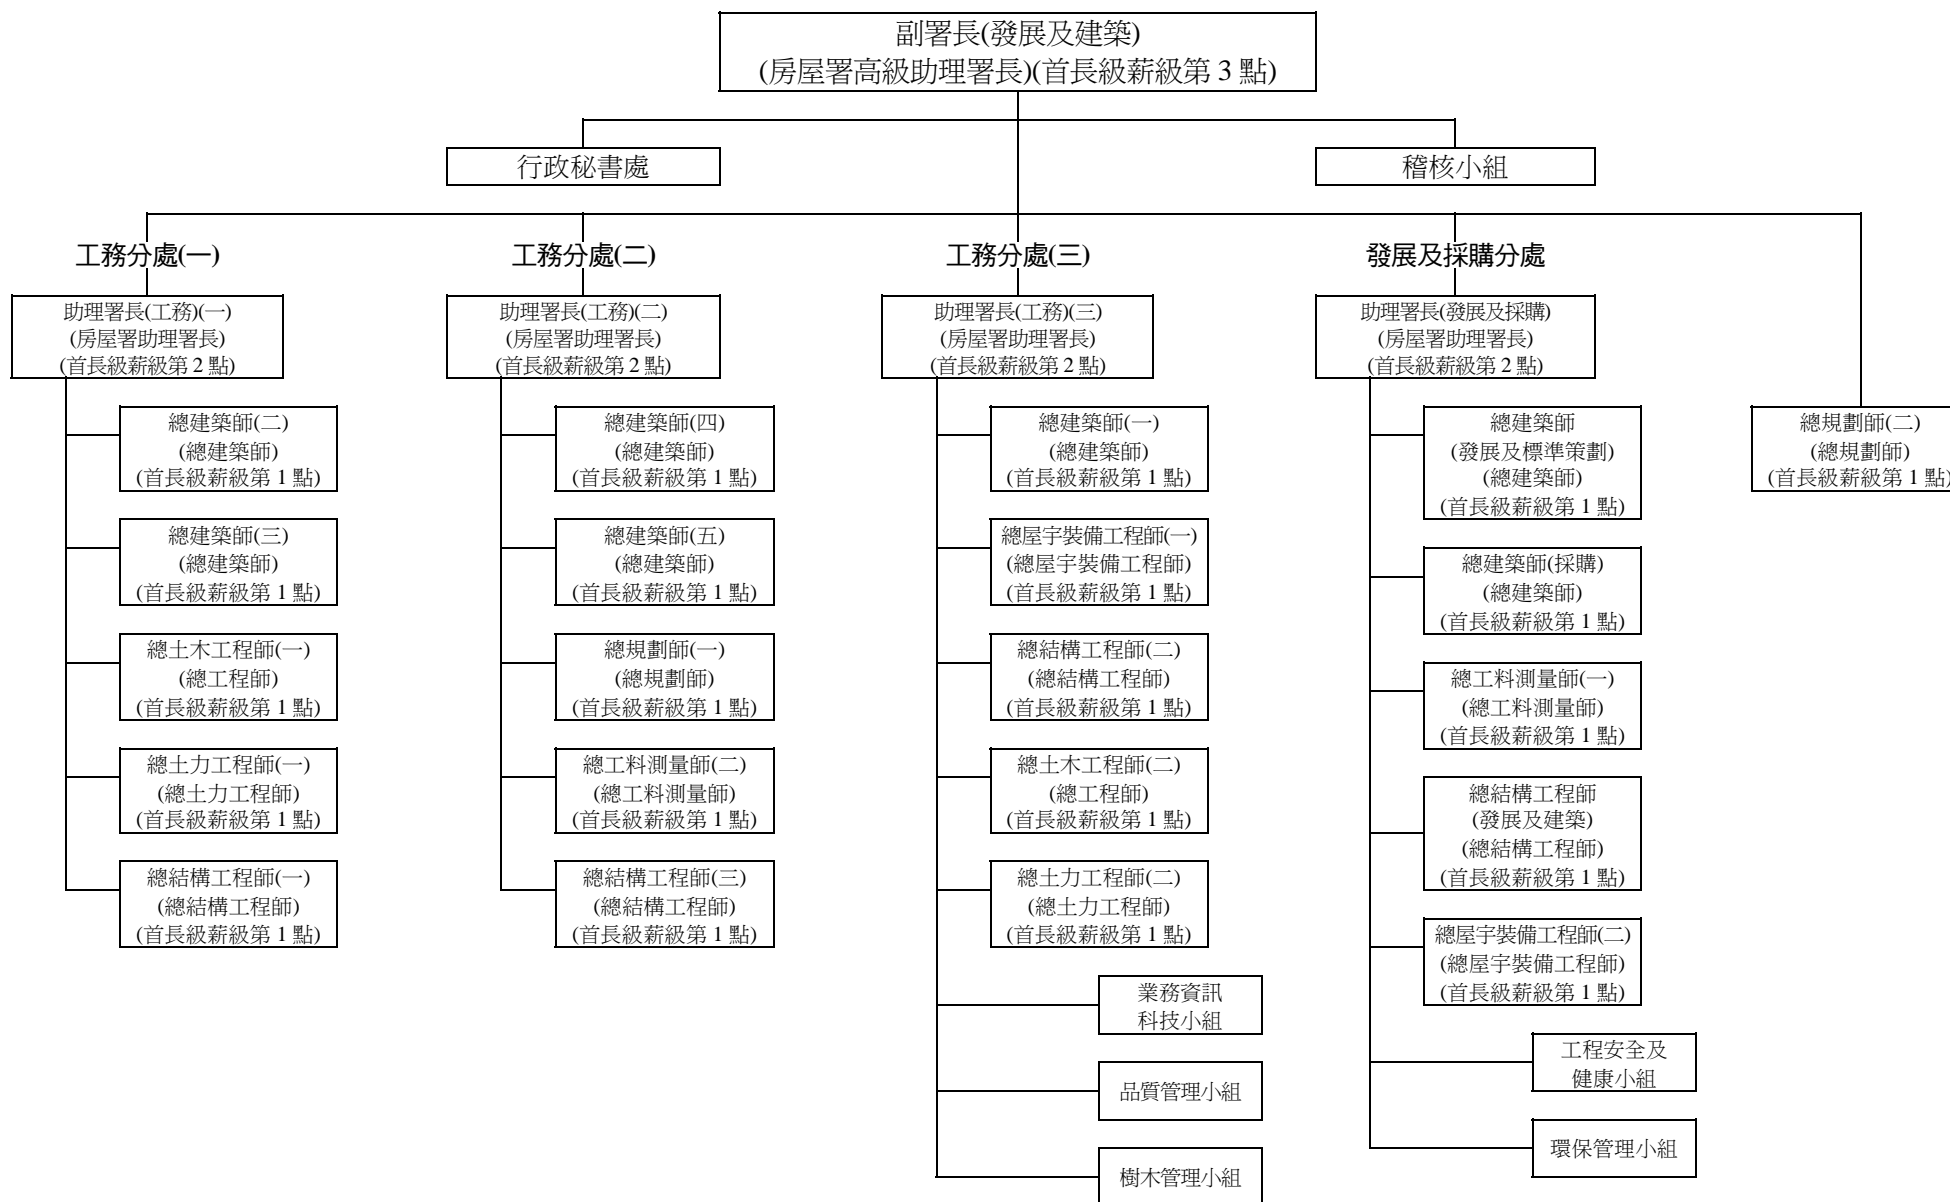 副署長(發展及建築)
(房屋署高級助理署長)(首長級薪級第 3 點)
行政秘書處
稽核小組
工務分處(一)
助理署長(工務)(一)
(房屋署助理署長)
(首長級薪級第 2 點)
總建築師(二)
(總建築師)
(首長級薪級第 1 點)
總建築師(三)
(總建築師)
(首長級薪級第 1 點)
總土木工程師(一)
(總工程師)
(首長級薪級第 1 點)
總土力工程師(一)
(總土力工程師)
(首長級薪級第 1 點)
總結構工程師(一)
(總結構工程師)
(首長級薪級第 1 點)
工務分處(二)
助理署長(工務)(二)
(房屋署助理署長)
(首長級薪級第 2 點)
總建築師(四)
(總建築師)
(首長級薪級第 1 點)
總建築師(五)
(總建築師)
(首長級薪級第 1 點)
總規劃師(一)
(總規劃師)
(首長級薪級第 1 點)
總工料測量師(二)
(總工料測量師)
(首長級薪級第 1 點)
總結構工程師(三)
(總結構工程師)
(首長級薪級第 1 點)
工務分處(三)
助理署長(工務)(三)
(房屋署助理署長)
(首長級薪級第 2 點)
總建築師(一)
(總建築師)
(首長級薪級第 1 點)
總屋宇裝備工程師(一)
(總屋宇裝備工程師)
(首長級薪級第 1 點)
總結構工程師(二)
(總結構工程師)
(首長級薪級第 1 點)
總土木工程師(二)
(總工程師)
(首長級薪級第 1 點)
總土力工程師(二)
(總土力工程師)
(首長級薪級第 1 點)
業務資訊
科技小組
品質管理小組
樹木管理小組
發展及採購分處
助理署長(發展及採購)
(房屋署助理署長)
(首長級薪級第 2 點)
總建築師
(發展及標準策劃)
(總建築師)
(首長級薪級第 1 點)
總建築師(採購)
(總建築師)
(首長級薪級第 1 點)
總工料測量師(一)
(總工料測量師)
(首長級薪級第 1 點)
總結構工程師
(發展及建築)
(總結構工程師)
(首長級薪級第 1 點)
總屋宇裝備工程師(二)
(總屋宇裝備工程師)
(首長級薪級第 1 點)
工程安全及
健康小組
環保管理小組
總規劃師(二)
(總規劃師)
(首長級薪級第 1 點)